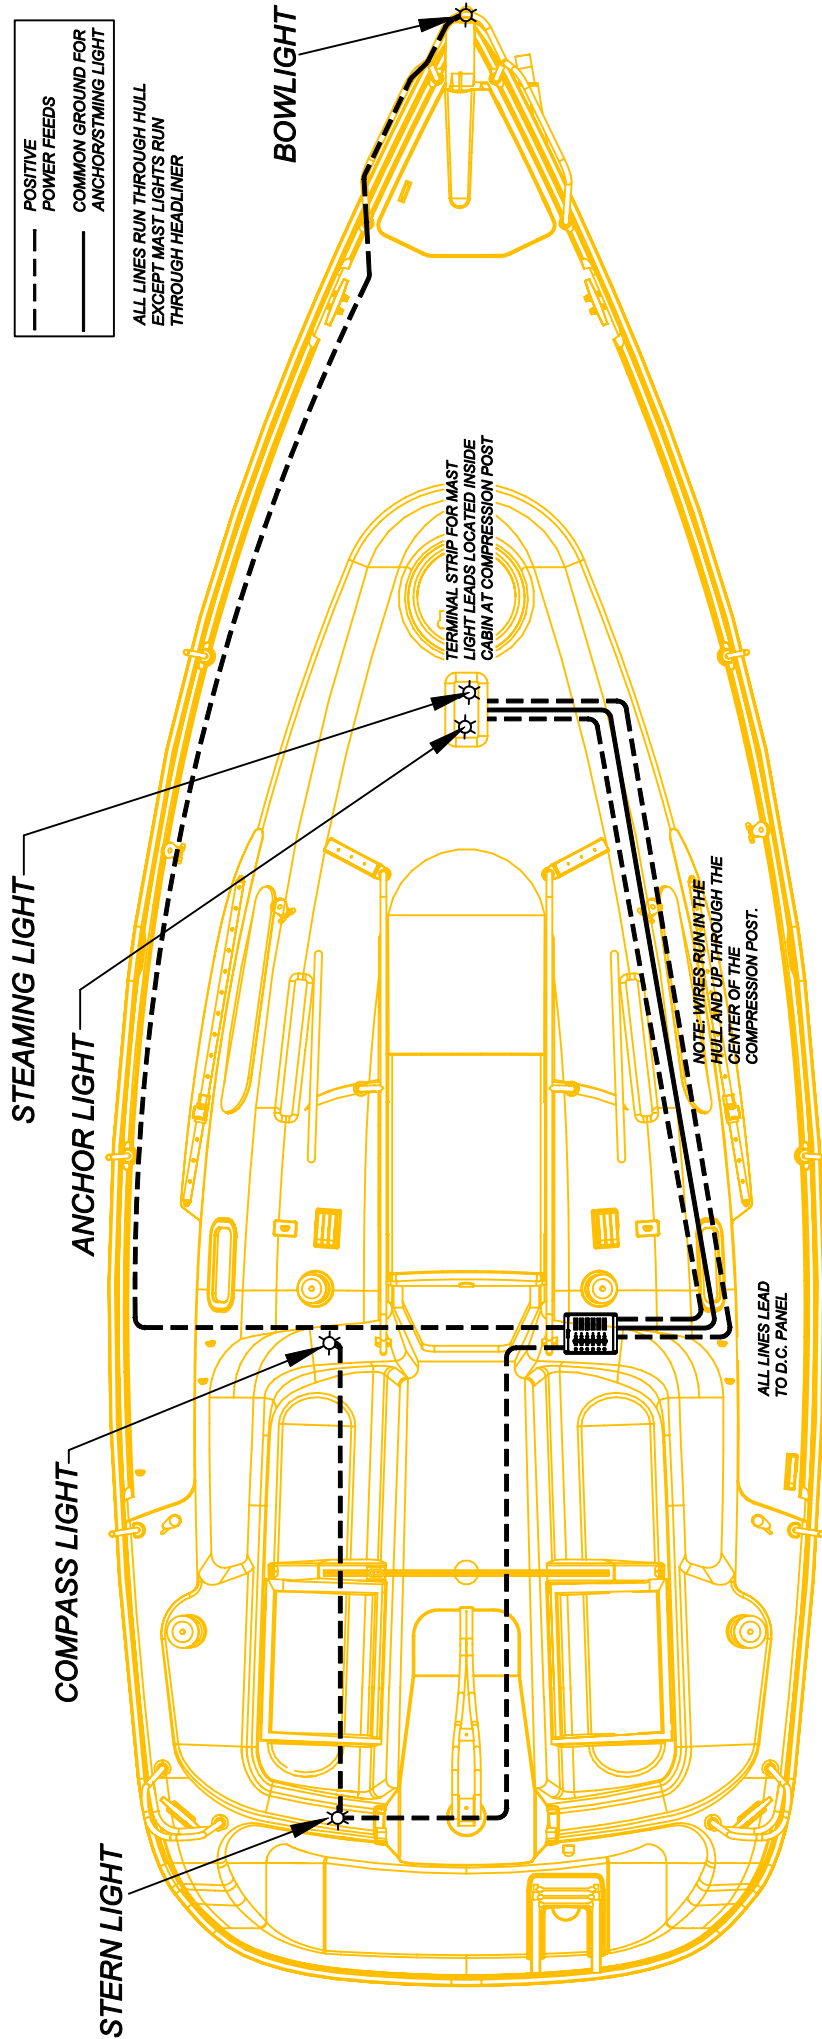 POSITIVE
POWER FEEDS
COMMON GROUND FOR
ANCHOR/STMING LIGHT
ALL LINES RUN THROUGH HULL
EXCEPT MAST LIGHTS RUN
THROUGH HEADLINER
BOWLIGHT
TERMINAL STRIP FOR MAST
LIGHT LEADS LOCATED INSIDE
CABIN AT COMPRESSION POST
STEAMING LIGHT
ANCHOR LIGHT
NOTE: WIRES RUN IN THE
HULL AND UP THROUGH THE
CENTER OF THE
COMPRESSION POST.
ALL LINES LEAD
TO D.C. PANEL
COMPASS LIGHT
STERN LIGHT